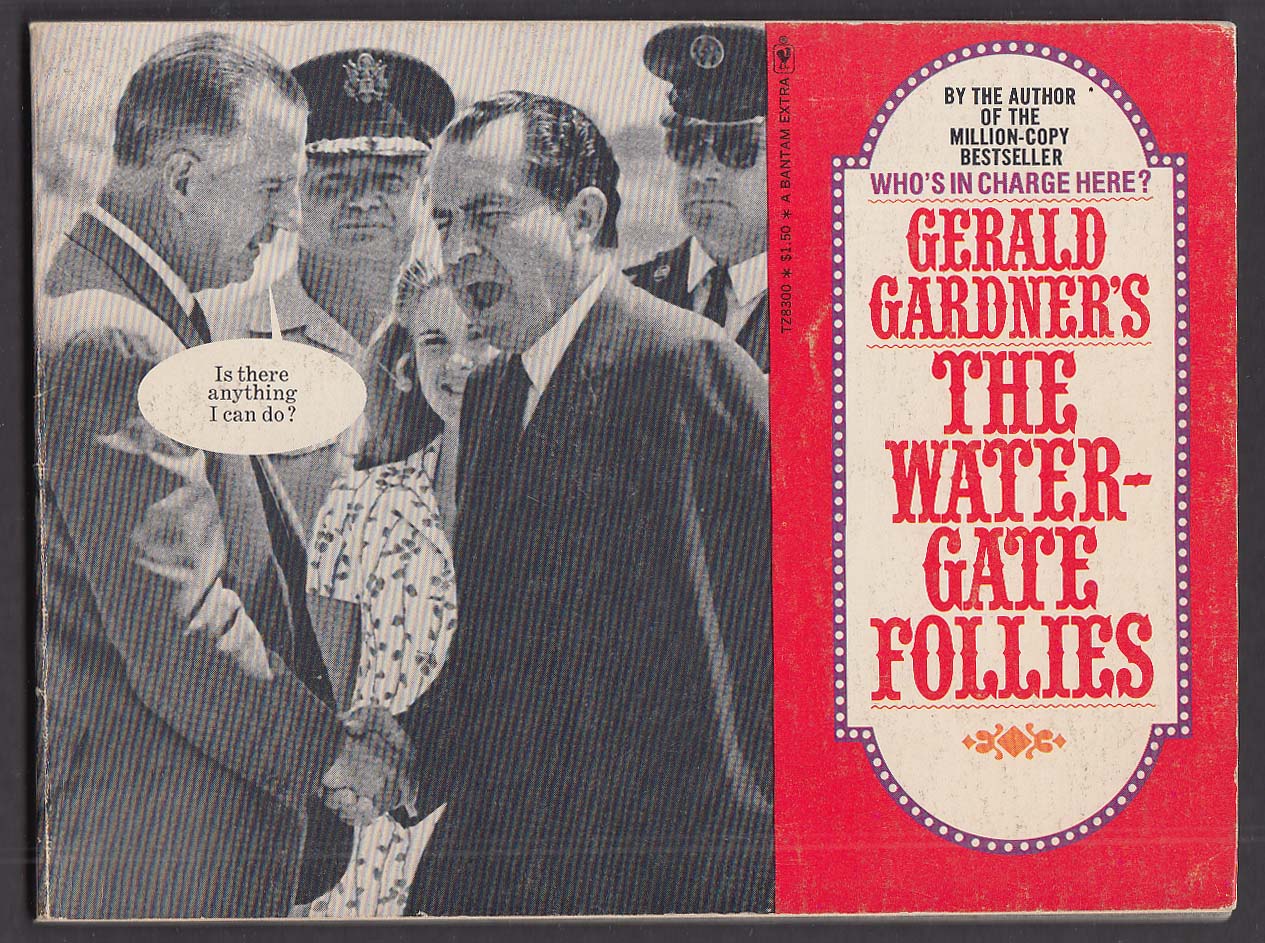 Is there
anything
I can do?
TZ8300 * $1.50 * A BANTAM EXTRA
BY THE AUTHOR
OF THE
MILLION-COPY
BESTSELLER
WHO'S IN CHARGE HERE?
GERALD
GARDNER'S
THE
WATER-
GATE
FOLLIES